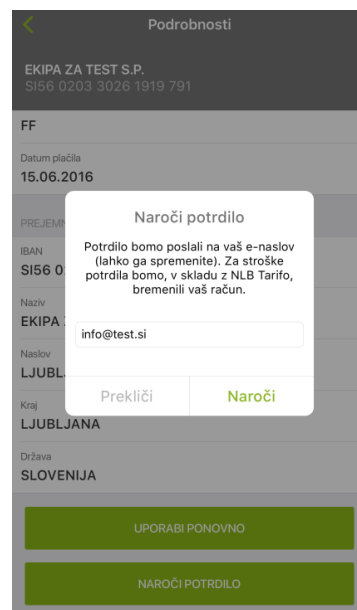 Podrobnosti
EKIPA ZA TEST S.P.
SI56 0203 3026 1919 791
FF
Datum plačila
15.06.2016
PREJEMN
IBAN
SI56 0
Naziv
EKIPA
Naslov
LJUBL
Kraj
LJUBLJANA
Država
SLOVENIJA
Naroči potrdilo
Potrdilo bomo poslali na vaš e-naslov
(lahko ga spremenite). Za stroške
potrdila bomo, v skladu z NLB Tarifo,
bremenili vaš račun.
info@test.si
Prekliči
Naroči
UPORABI PONOVNO
NAROČI POTRDILO